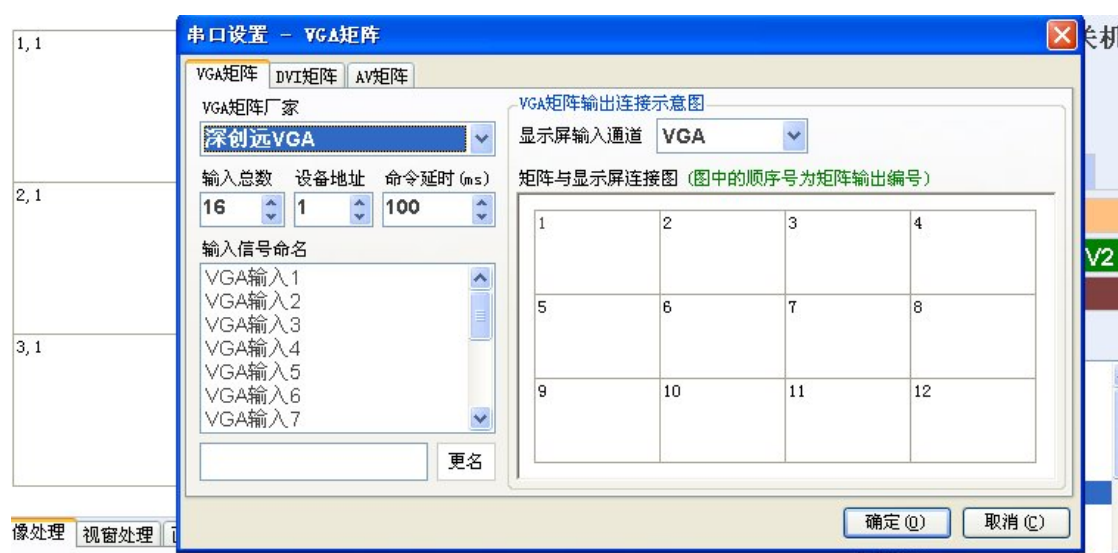 1,1
2,1
3,1
像处理 视窗处理
串口设置 - VGA矩阵
VGA矩阵 DVI矩阵 AV矩阵
VGA矩阵厂家
深创远VGA
输入总数 设备地址 命令延时(ms)
16 1 100
输入信号命名
VGA输入1
VGA输入2
VGA输入3
VGA输入4
VGA输入5
VGA输入6
VGA输入7
更名
VGA矩阵输出连接示意图
显示屏输入通道 VGA
矩阵与显示屏连接图 (图中的顺序号为矩阵输出编号)
1 2 3 4
5 6 7 8
9 10 11 12
确定(O) 取消(C)
关机
V2